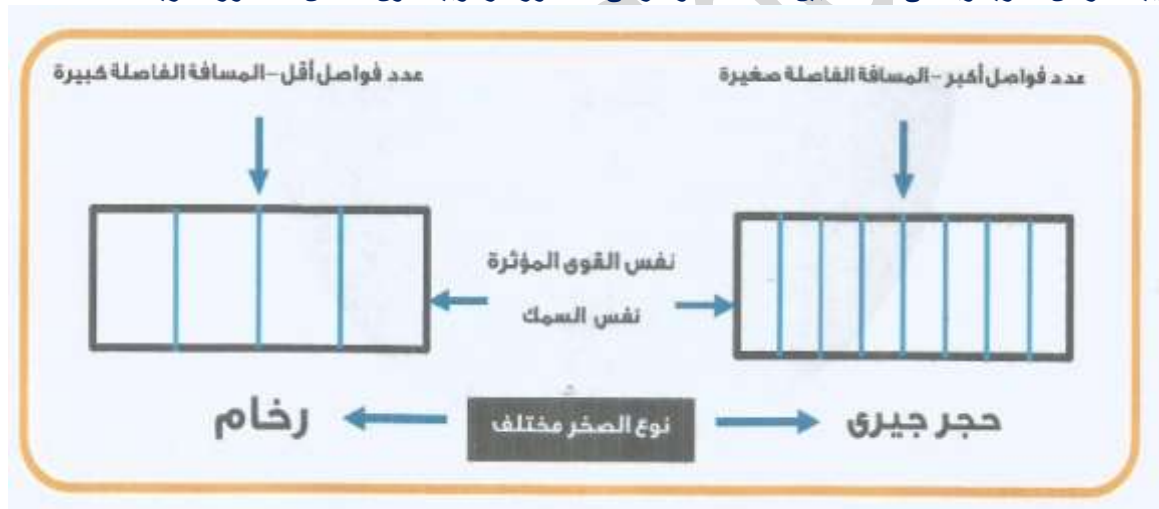 عدد فواصل أكبر – المسافة الفاصلة صغيرة
عدد فواصل أقل – المسافة الفاصلة كبيرة
نفس القوى المؤثرة
نفس السمك
حجر جيرى
نوع الصخر مختلف
رخام